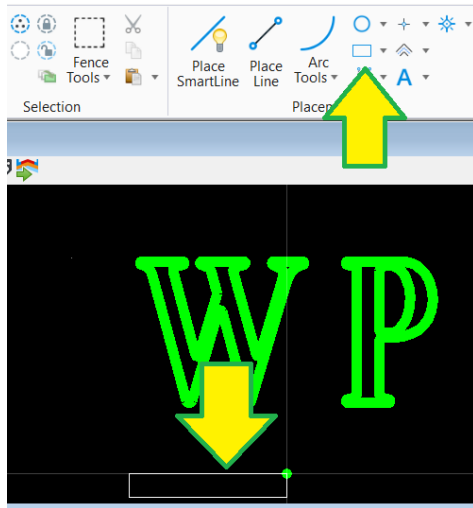 Fence
Tools
Place
SmartLine
Place
Line
Arc
Tools
A
Selection
W P